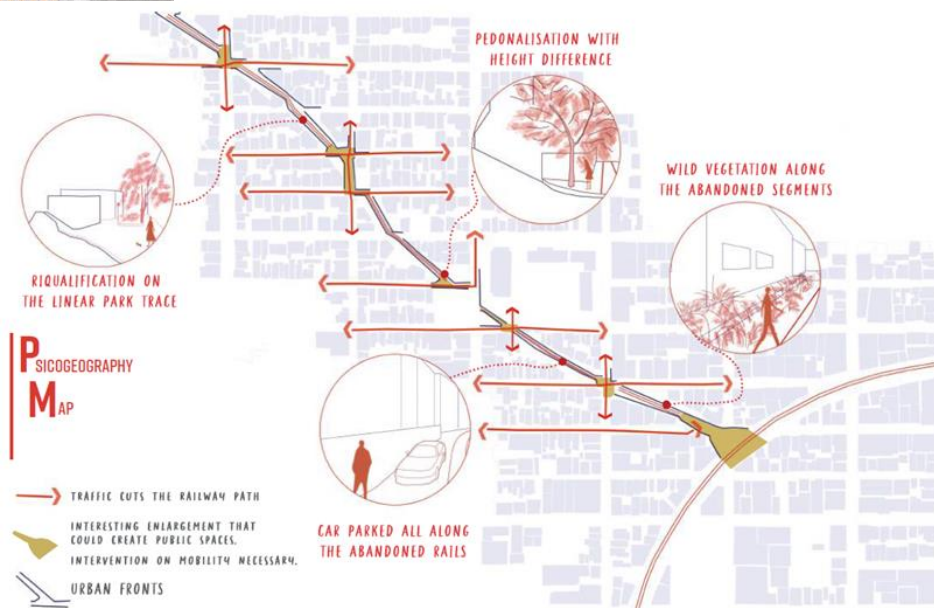 PEDONALISATION WITH
HEIGHT DIFFERENCE
WILD VEGETATION ALONG
THE ABANDONED SEGMENTS
RIQUALIFICATION ON
THE LINEAR PARK TRACE
PSICOGEOGRAPHY
MAP
CAR PARKED ALL ALONG
THE ABANDONED RAILS
TRAFFIC CUTS THE RAILWAY PATH
INTERESTING ENLARGEMENT THAT
COULD CREATE PUBLIC SPACES.
INTERVENTION ON MOBILITY NECESSARY.
URBAN FRONTS